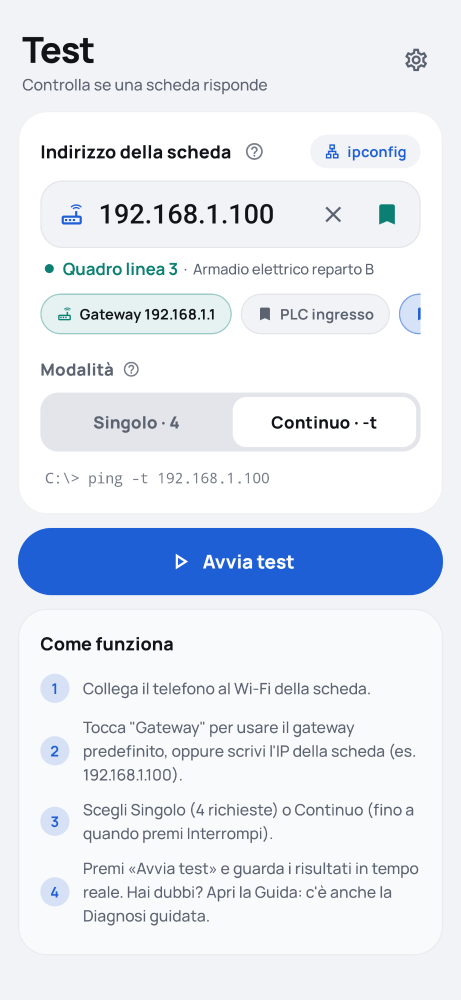 Test
Controlla se una scheda risponde
Indirizzo della scheda
ipconfig
192.168.1.100
Quadro linea 3 · Armadio elettrico reparto B
Gateway 192.168.1.1
PLC ingresso
Modalità
Singolo · 4
Continuo · -t
C:\> ping -t 192.168.1.100
Avvia test
Come funziona
1 Collega il telefono al Wi-Fi della scheda.
2 Tocca "Gateway" per usare il gateway
predefinito, oppure scrivi l'IP della scheda (es.
192.168.1.100).
3 Scegli Singolo (4 richieste) o Continuo (fino a
quando premi Interrompi).
4 Premi «Avvia test» e guarda i risultati in tempo
reale. Hai dubbi? Apri la Guida: c'è anche la
Diagnosi guidata.